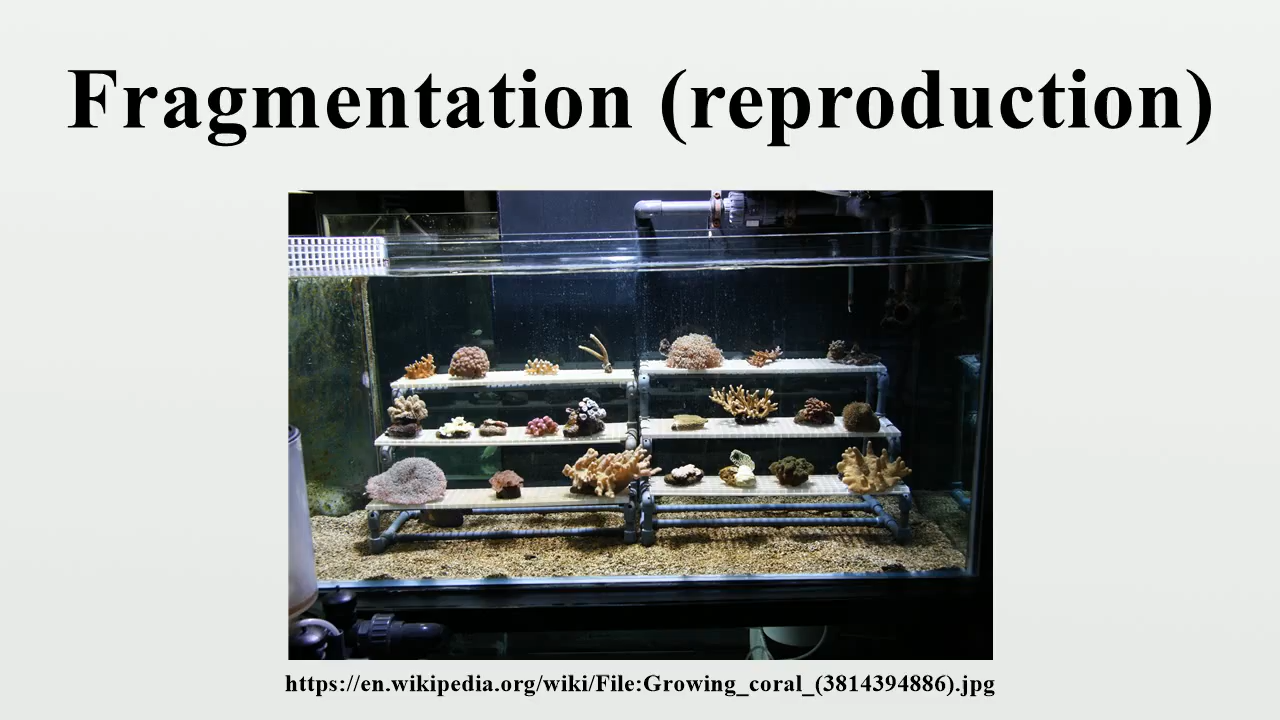 Fragmentation (reproduction)
https://en.wikipedia.org/wiki/File:Growing_coral_(3814394886).jpg